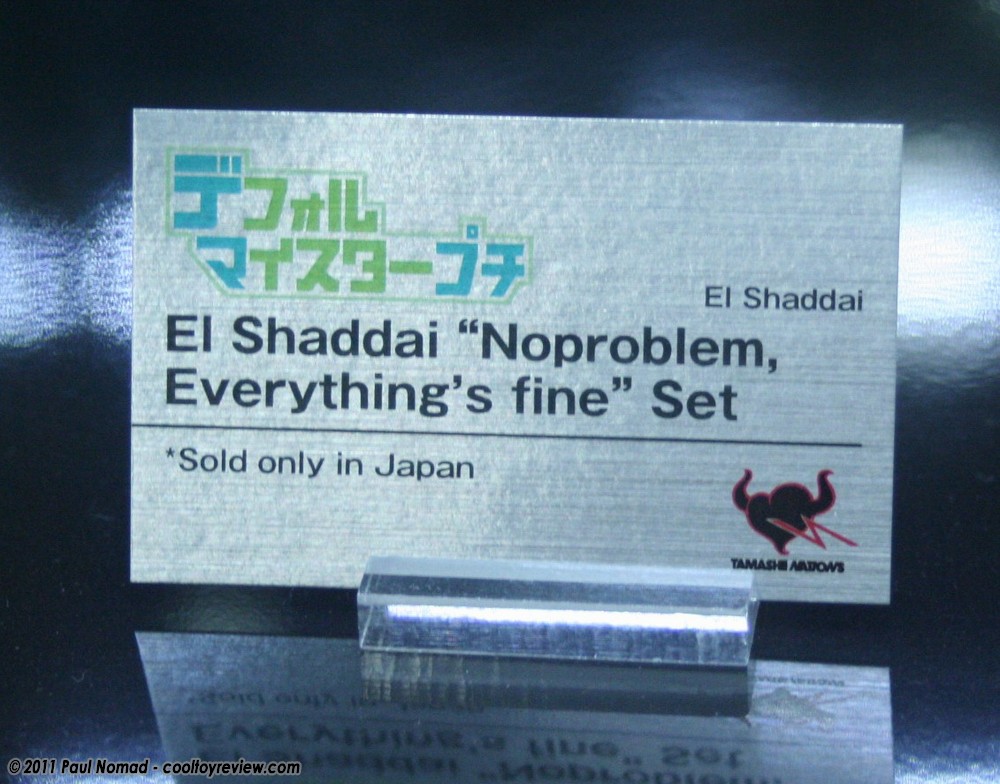 デフォル
マイスタープチ
El Shaddai
El Shaddai “Noproblem,
Everything’s fine” Set
*Sold only in Japan
TAMASHII NATIONS
© 2011 Paul Nomad - cooltoyreview.com